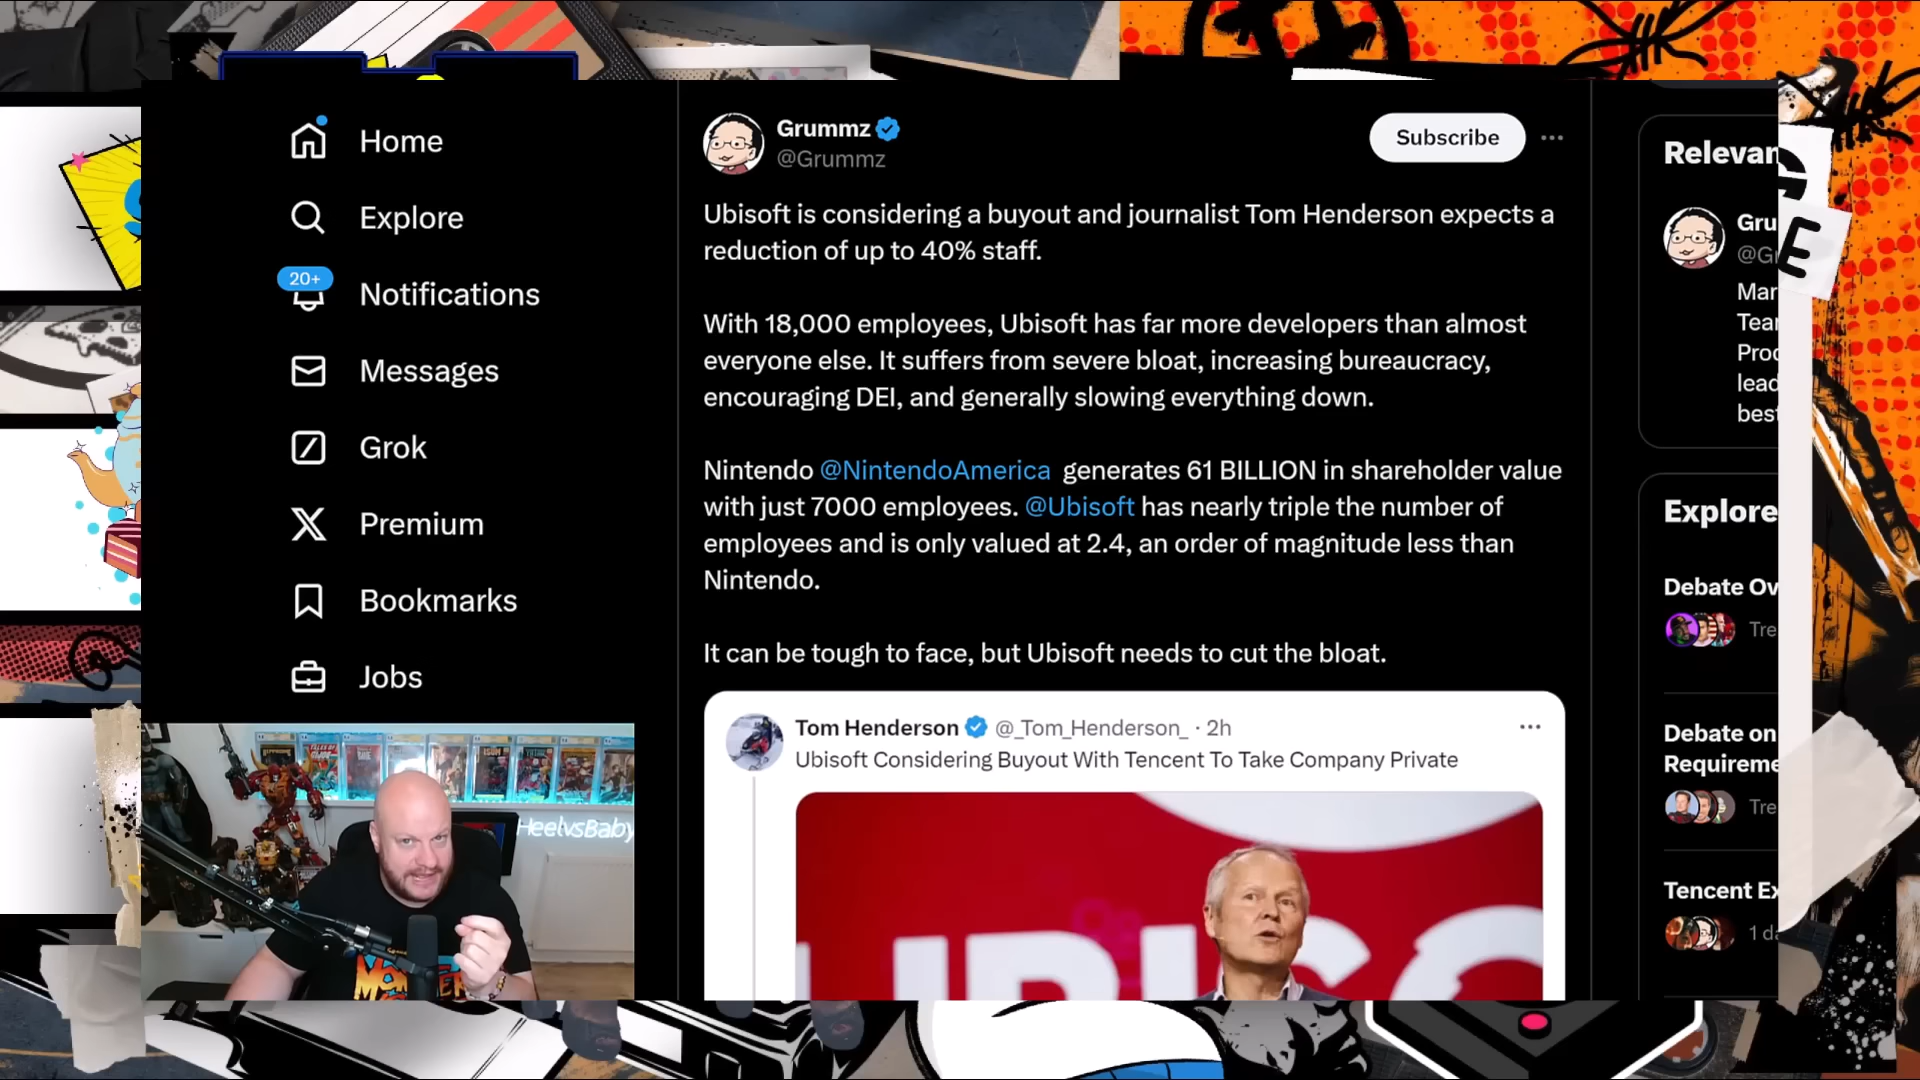 Home
Explore
20+
Notifications
Messages
Grok
Premium
Bookmarks
Jobs
Grummz
@Grummz
Subscribe
Ubisoft is considering a buyout and journalist Tom Henderson expects a
reduction of up to 40% staff.
With 18,000 employees, Ubisoft has far more developers than almost
everyone else. It suffers from severe bloat, increasing bureaucracy,
encouraging DEI, and generally slowing everything down.
Nintendo @NintendoAmerica generates 61 BILLION in shareholder value
with just 7000 employees. @Ubisoft has nearly triple the number of
employees and is only valued at 2.4, an order of magnitude less than
Nintendo.
It can be tough to face, but Ubisoft needs to cut the bloat.
Tom Henderson @_Tom_Henderson_ · 2h
Ubisoft Considering Buyout With Tencent To Take Company Private
UBISO
HeelvsBaby
Relevan
Gru
@Gr
Mar
Tear
Proc
lead
best
Explore
Debate Ov
Tre
Debate on
Requireme
Tre
Tencent Ex
1 da
E